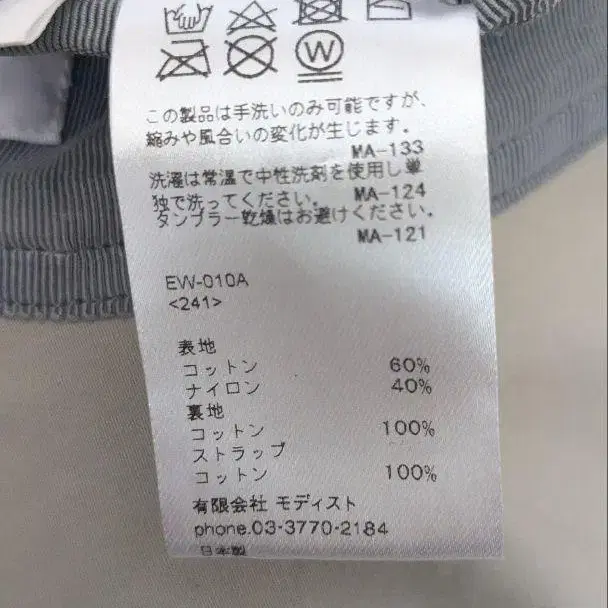 W
この製品は手洗いのみ可能ですが、
縮みや風合いの変化が生じます。
MA-133
洗濯は常温で中性洗剤を使用し単
独で洗ってください。 MA-124
タンブラー乾燥はお避けください。
MA-121
EW-010A
<241>
表地
コットン 60%
ナイロン 40%
裏地
コットン 100%
ストラップ
コットン 100%
有限会社 モディスト
phone.03-3770-2184
日本製